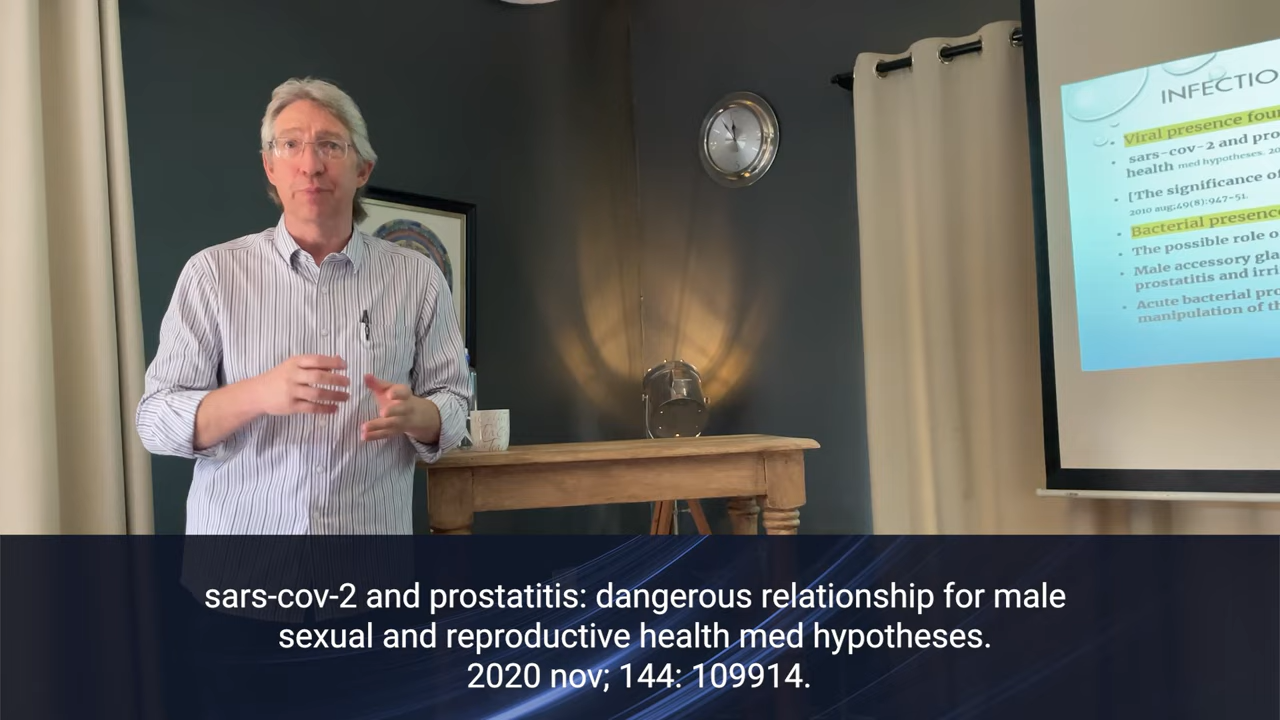 INFECTIO
Viral presence fou
sars-cov-2 and pro
health med hypotheses. 20
[The significance of
2010 aug;49(8):947-51.
Bacterial presenc
The possible role o
Male accessory gla
prostatitis and irri
Acute bacterial pro
manipulation of th
sars-cov-2 and prostatitis: dangerous relationship for male
sexual and reproductive health med hypotheses.
2020 nov; 144: 109914.